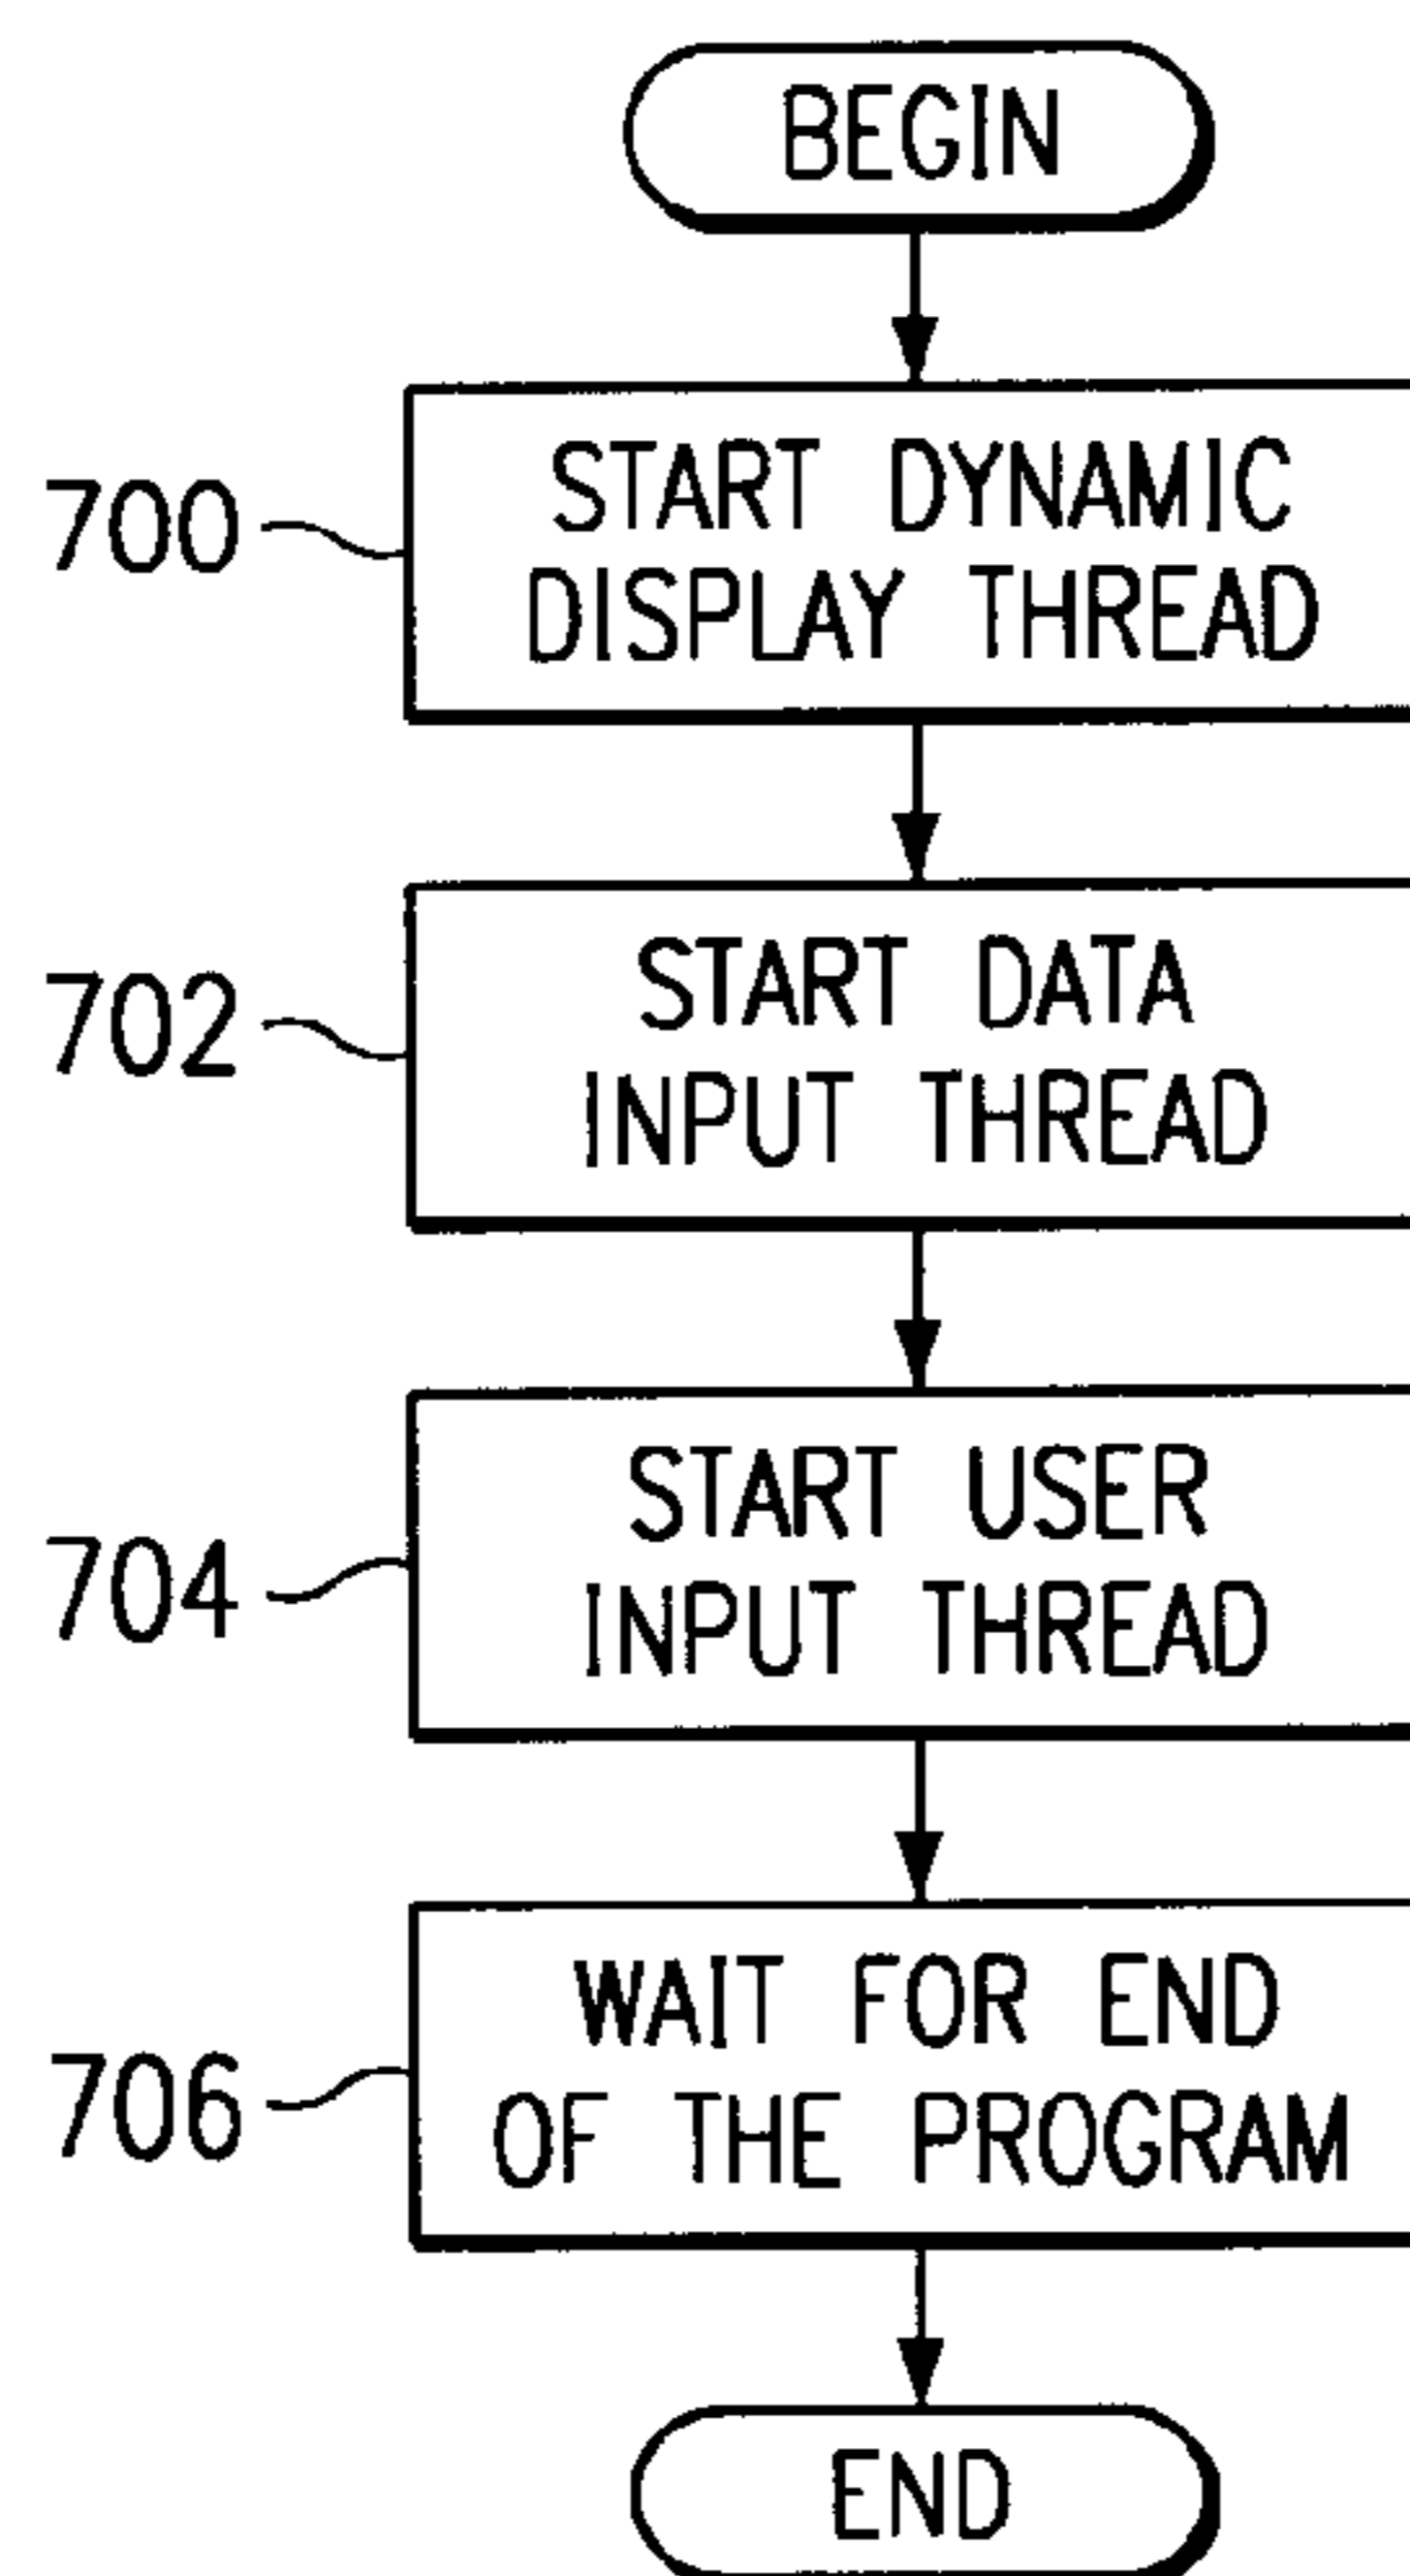 BEGIN
700
START DYNAMIC
DISPLAY THREAD
702
START DATA
INPUT THREAD
704
START USER
INPUT THREAD
706
WAIT FOR END
OF THE PROGRAM
END